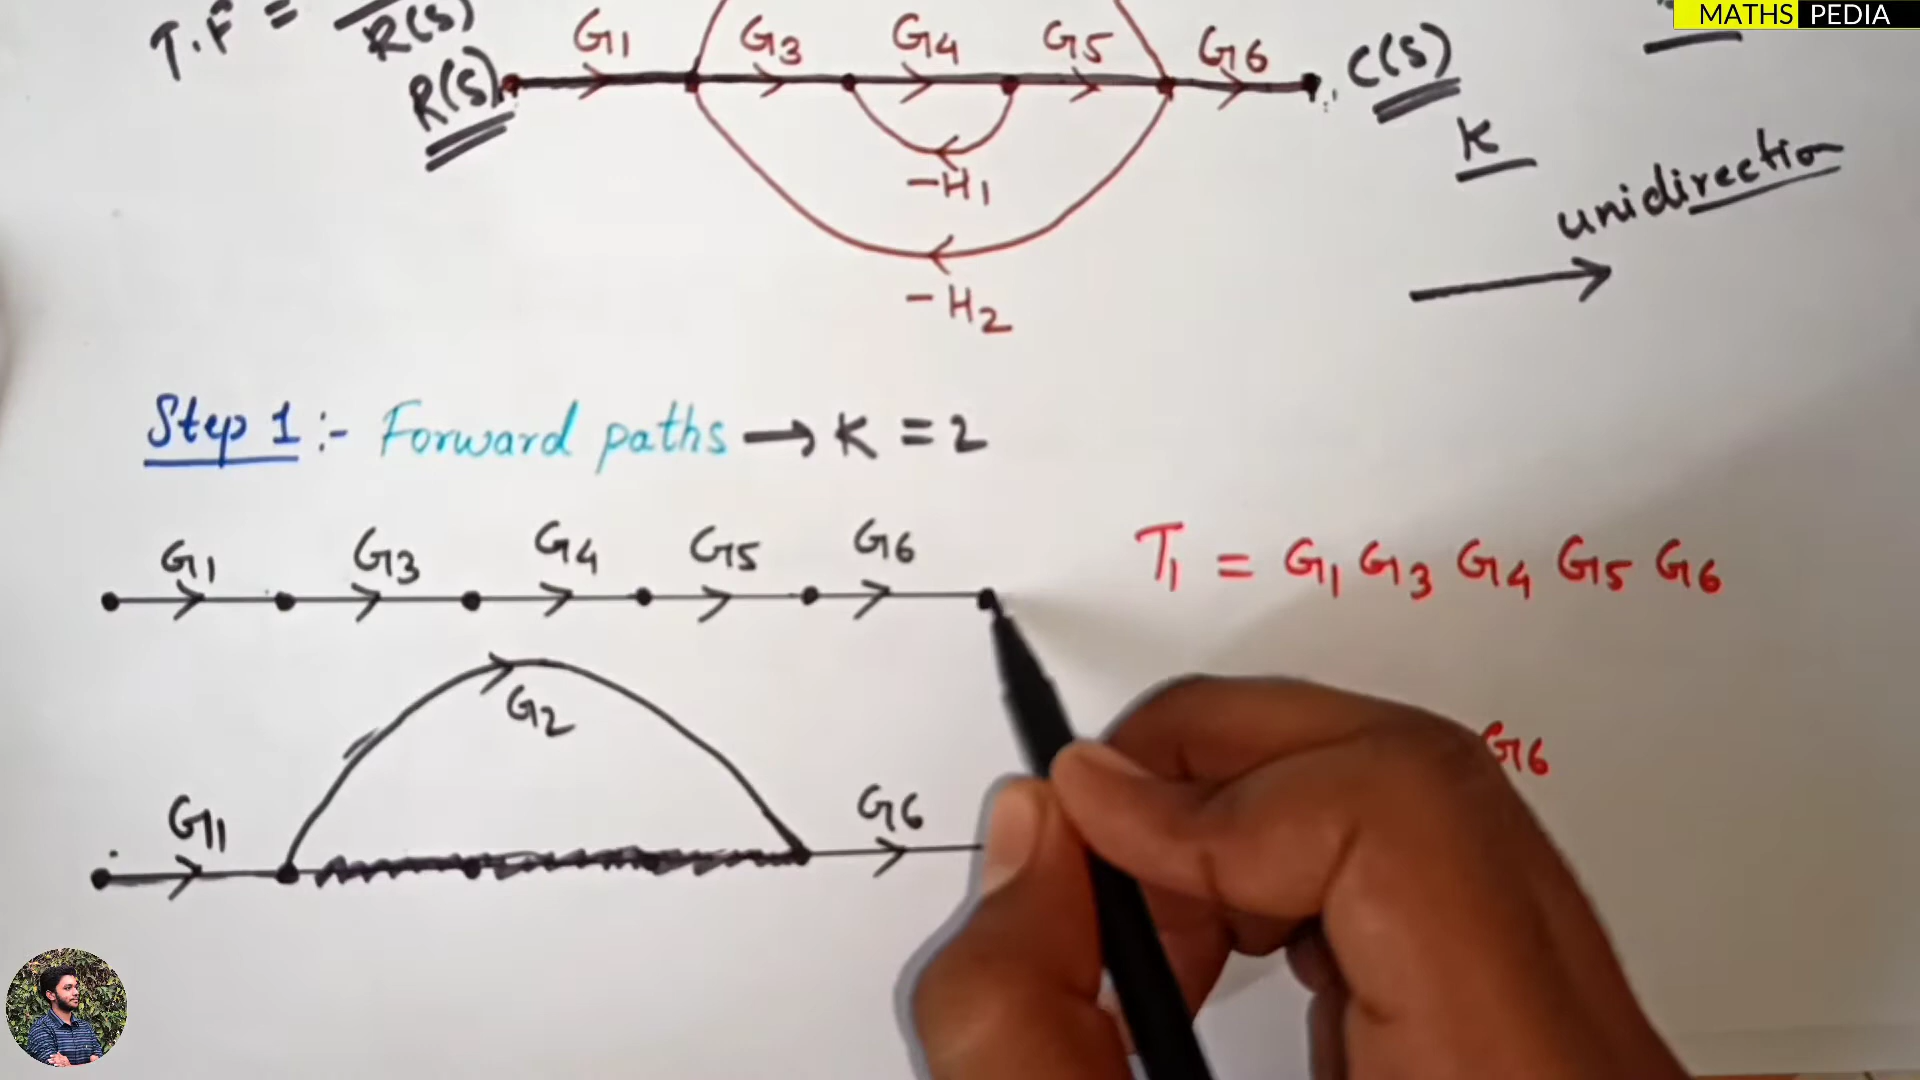 MATHS PEDIA
T.F =
R(S)
G1 G3 G4 G5 G6
R(S)
C(S)
K
-H1
unidirection
-H2
Step 1 :- Forward paths → K = 2
G1 G3 G4 G5 G6
T1 = G1 G3 G4 G5 G6
G2
G6
G1
G6